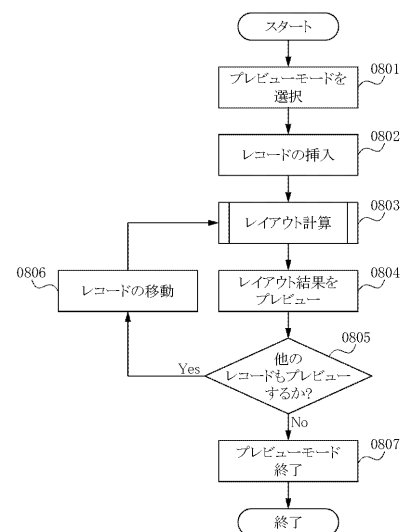 スタート
0801
プレビューモードを
選択
0802
レコードの挿入
0803
レイアウト計算
0804
レイアウト結果を
プレビュー
0806
レコードの移動
0805
他の
レコードもプレビュー
するか?
Yes
No
0807
プレビューモード
終了
終了